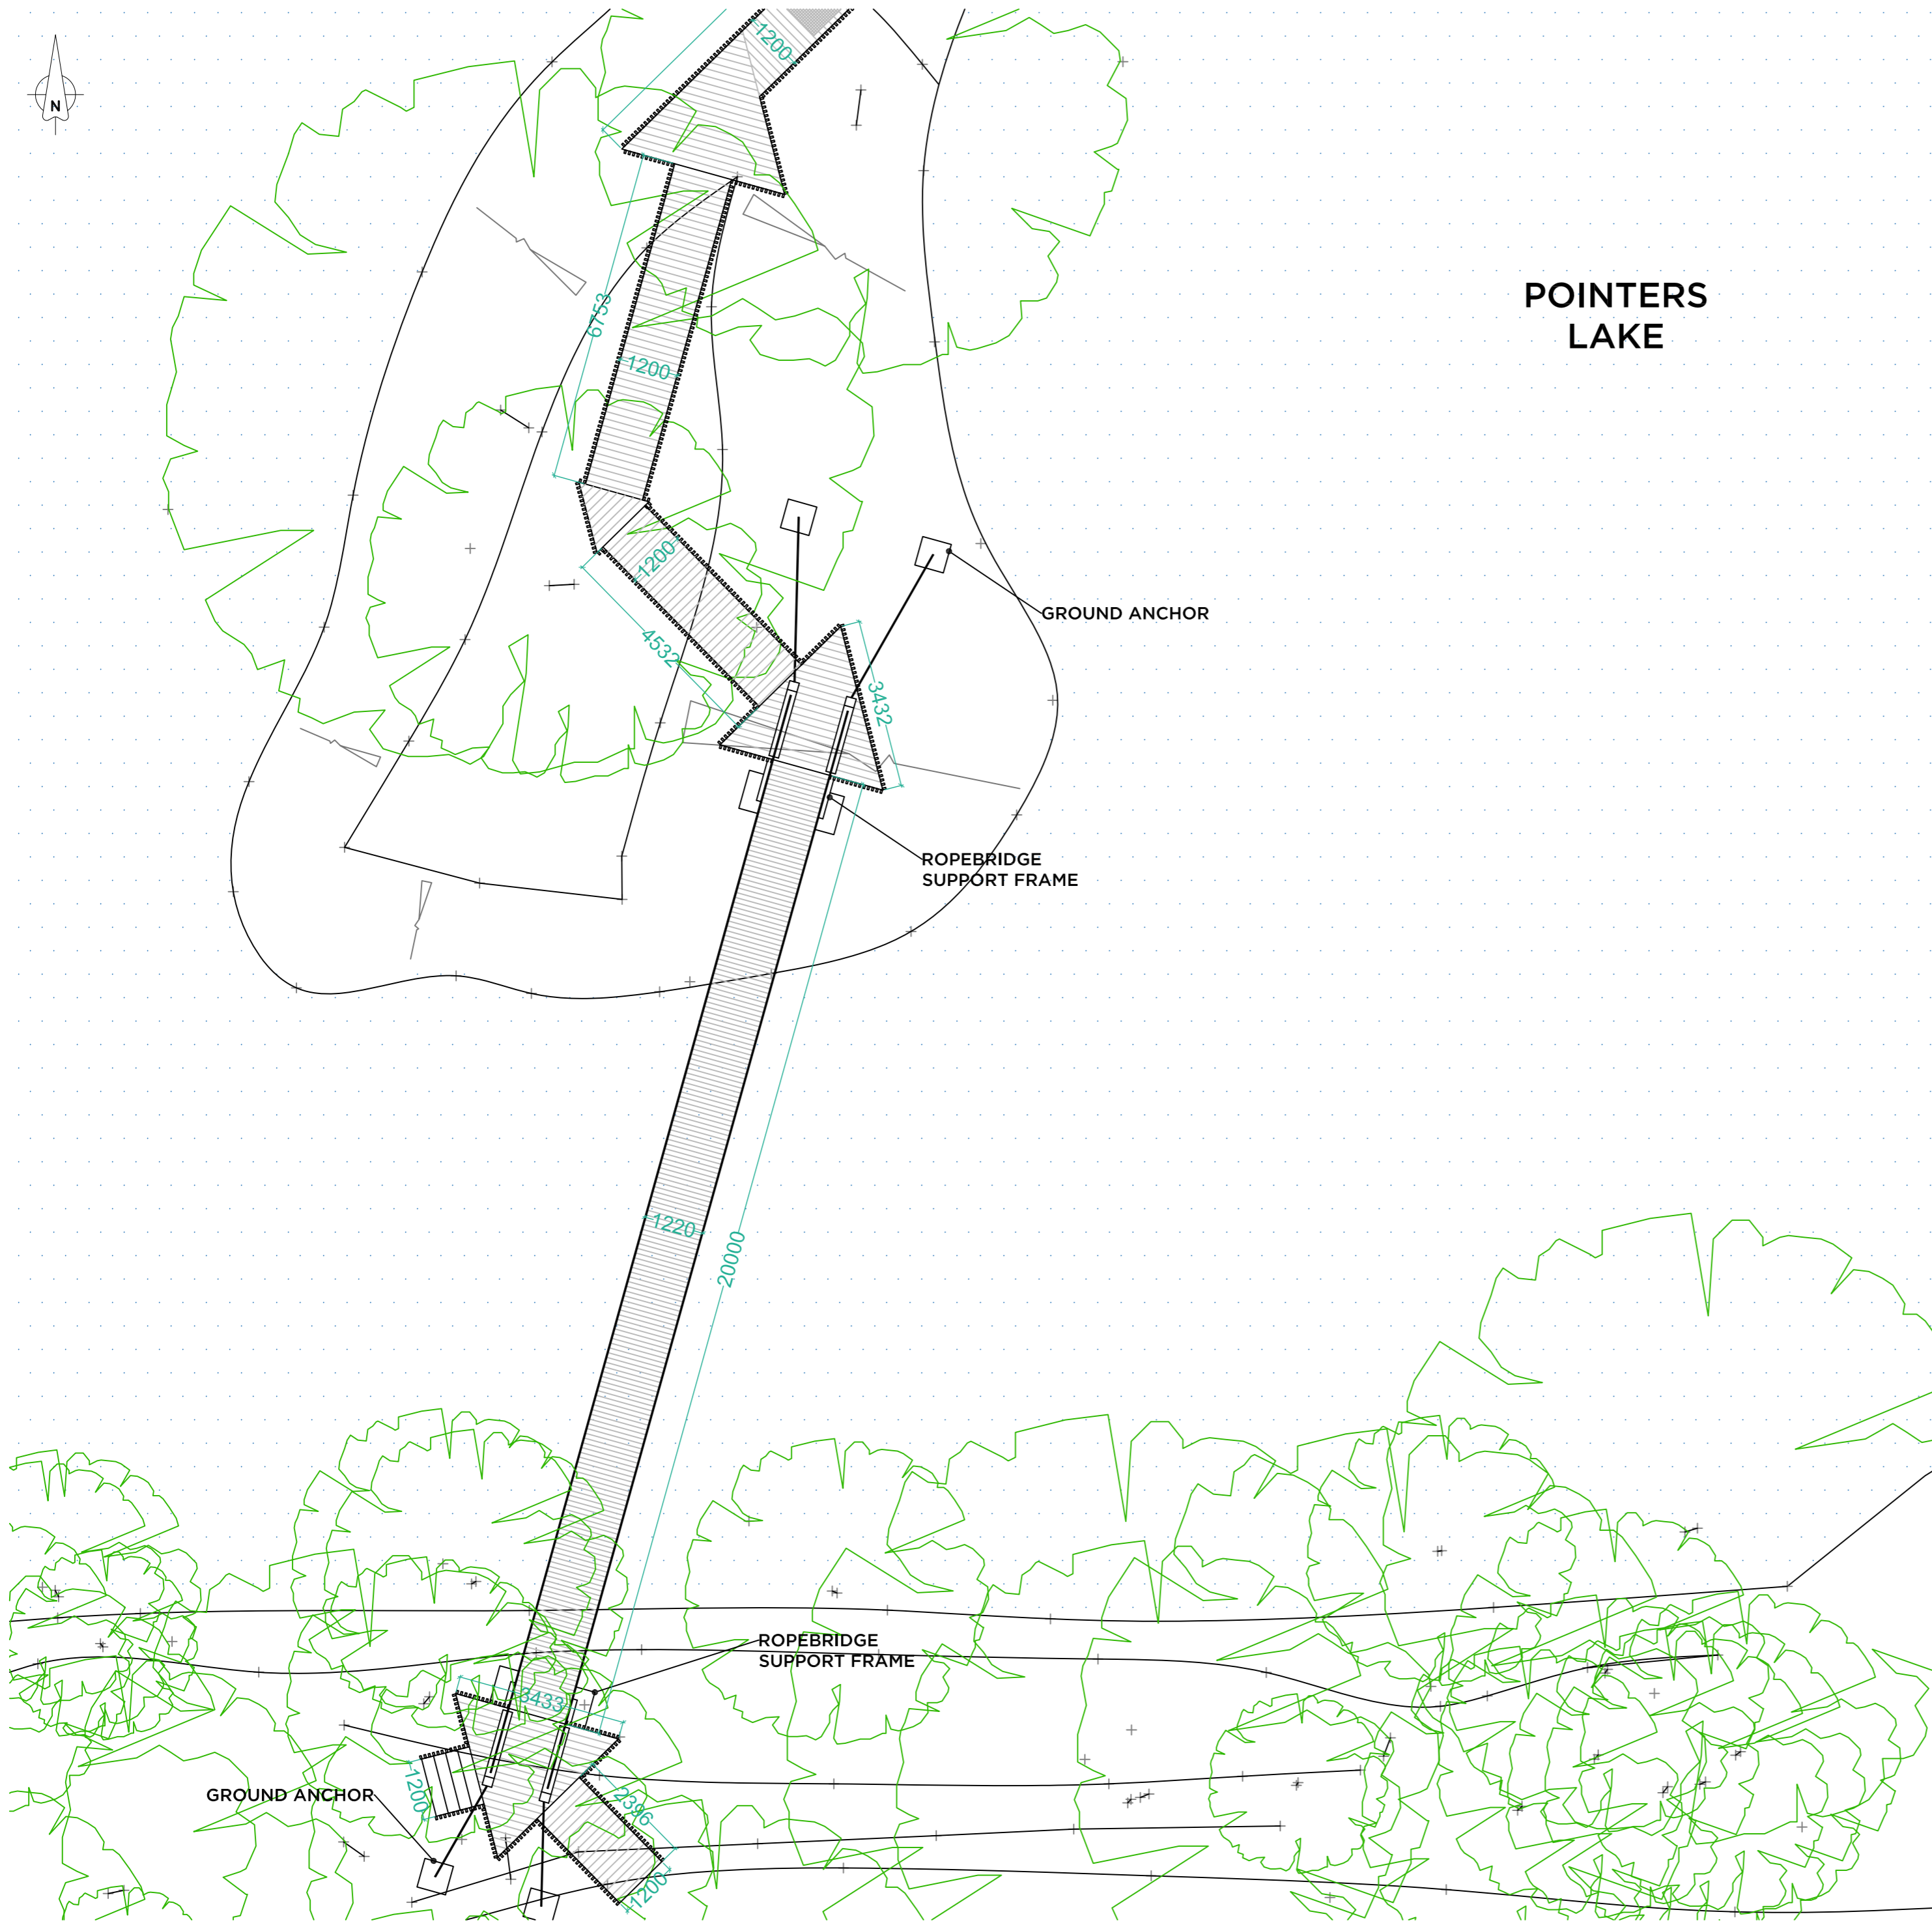 1200
N
POINTERS
LAKE
6753
1200
1200
GROUND ANCHOR
4532
3432
ROPEBRIDGE
SUPPORT FRAME
1220
20000
ROPEBRIDGE
SUPPORT FRAME
3433
1200
GROUND ANCHOR
2396
1200